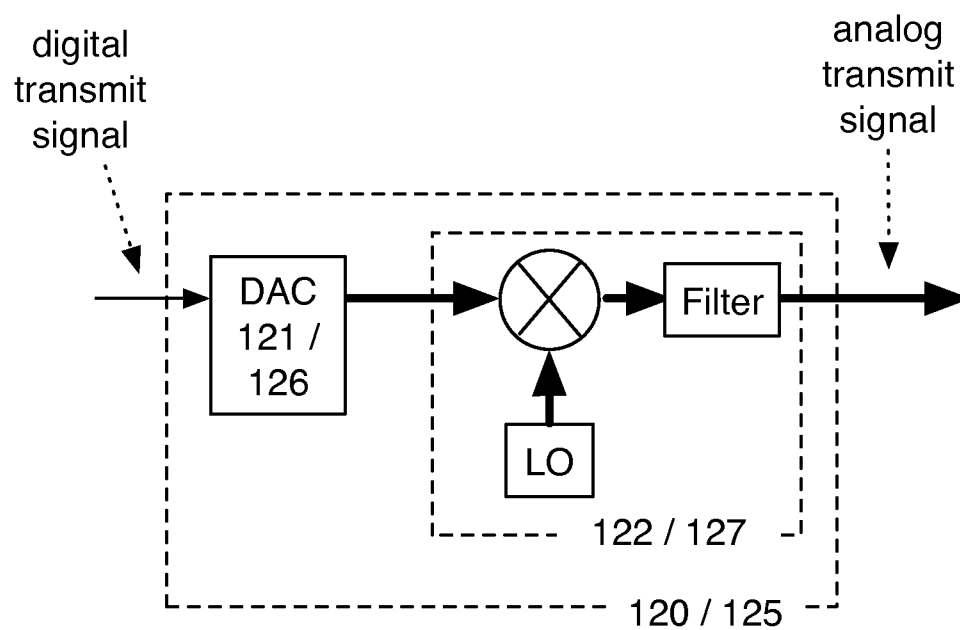 digital
transmit
signal
analog
transmit
signal
DAC
121 /
126
Filter
LO
122 / 127
120 / 125